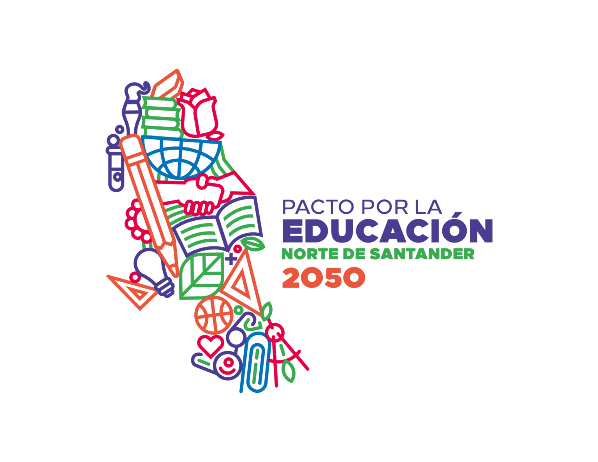 PACTO POR LA
EDUCACIÓN
NORTE DE SANTANDER
2050